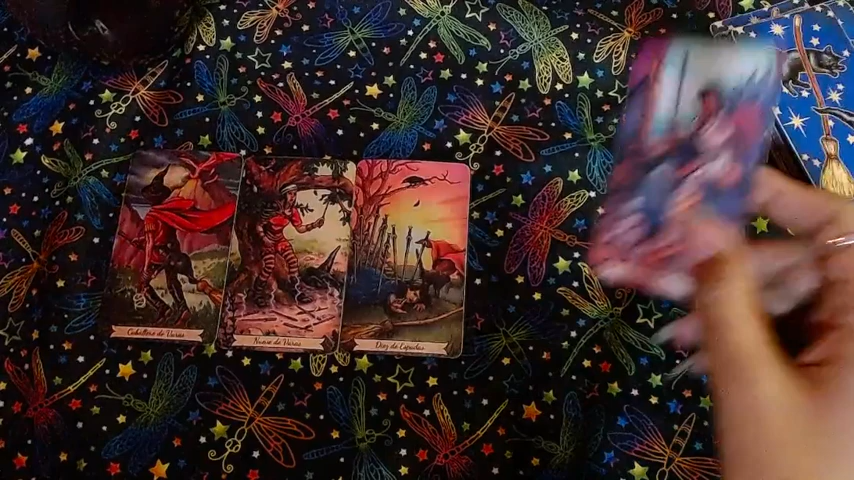 Caballero de Varas
Nueve de Varas
Diez de Espadas